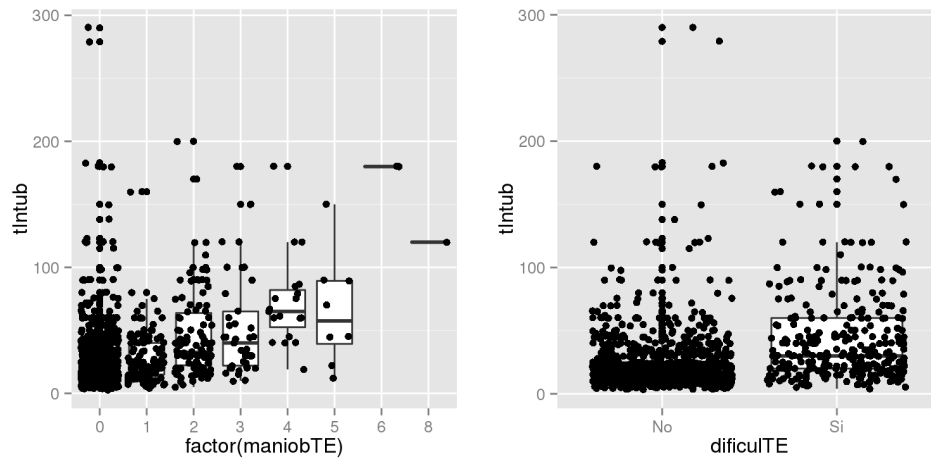 300
200
100
0
tIntub
0 1 2 3 4 5 6 8
factor(maniobTE)
300
200
100
0
tIntub
No Si
dificulTE